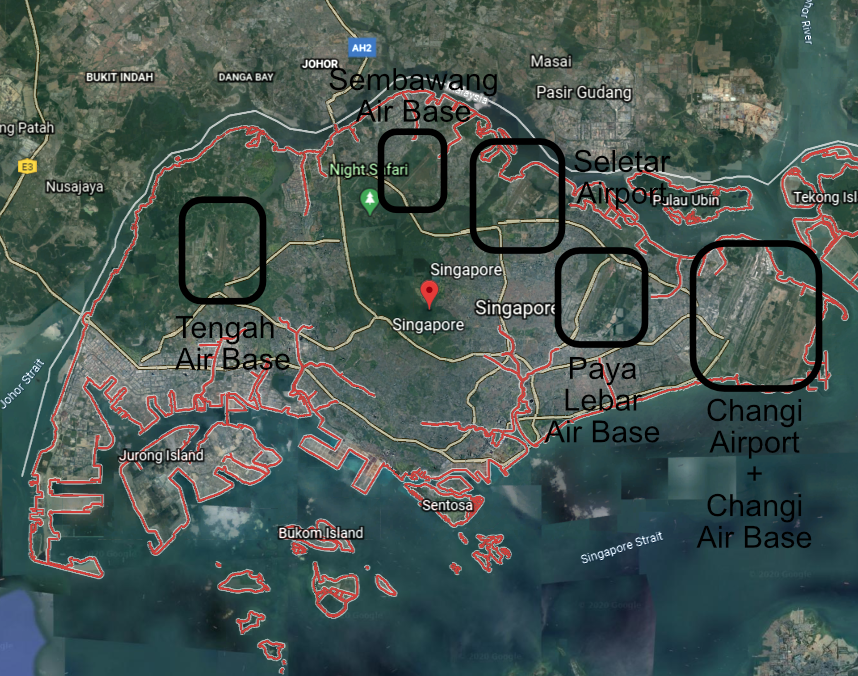 AH2
JOHOR
Masai
BUKIT INDAH
DANGA BAY
Sembawang
Air Base
Malaysia
Pasir Gudang
ng Patah
E3
Nusajaya
Night Safari
Seletar
Airport
Pulau Ubin
Tekong Isl
Singapore
Singapore
Singapore
Tengah
Air Base
Johor Strait
Paya
Lebar
Air Base
Changi
Airport
+
Changi
Air Base
Jurong Island
Sentosa
Bukom Island
Singapore Strait